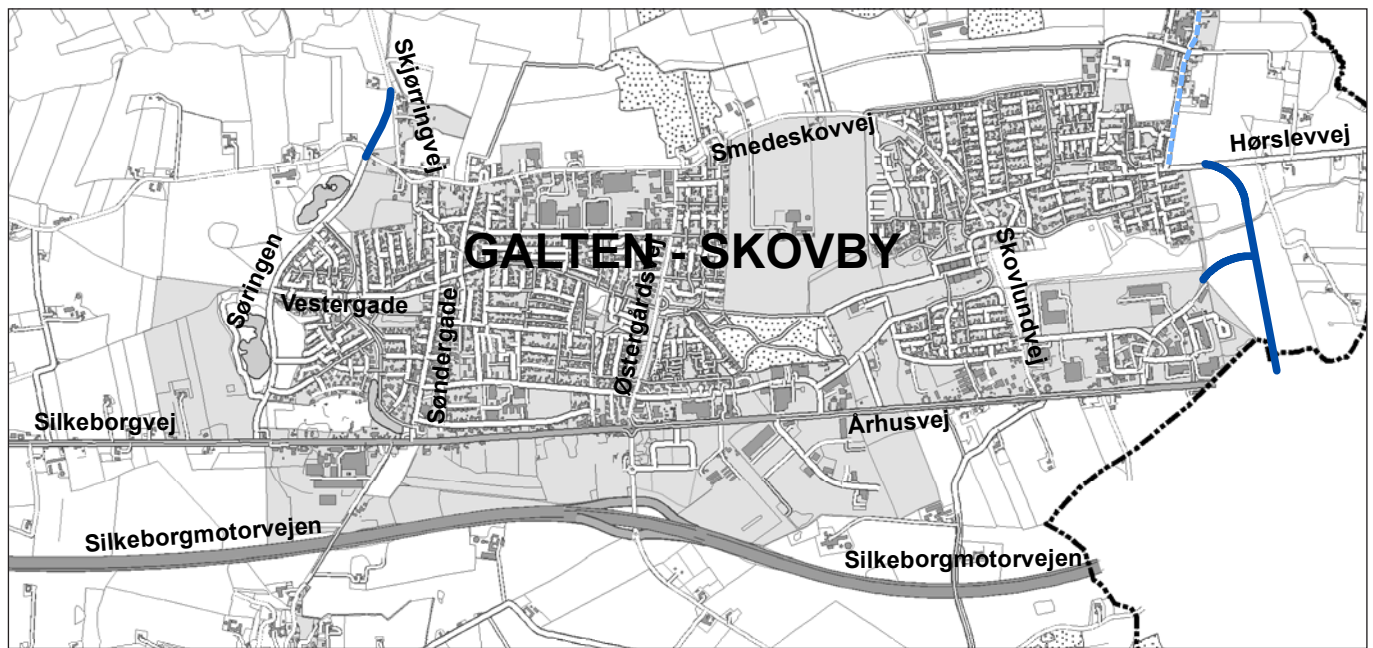 Skjørringvej
Smedeskovvej
Hørslevvej
GALTEN - SKOVBY
Søringen
Vestergade
Søndergade
Østergårdsvej
Skovlundvej
Silkeborgvej
Århusvej
Silkeborgmotorvejen
Silkeborgmotorvejen